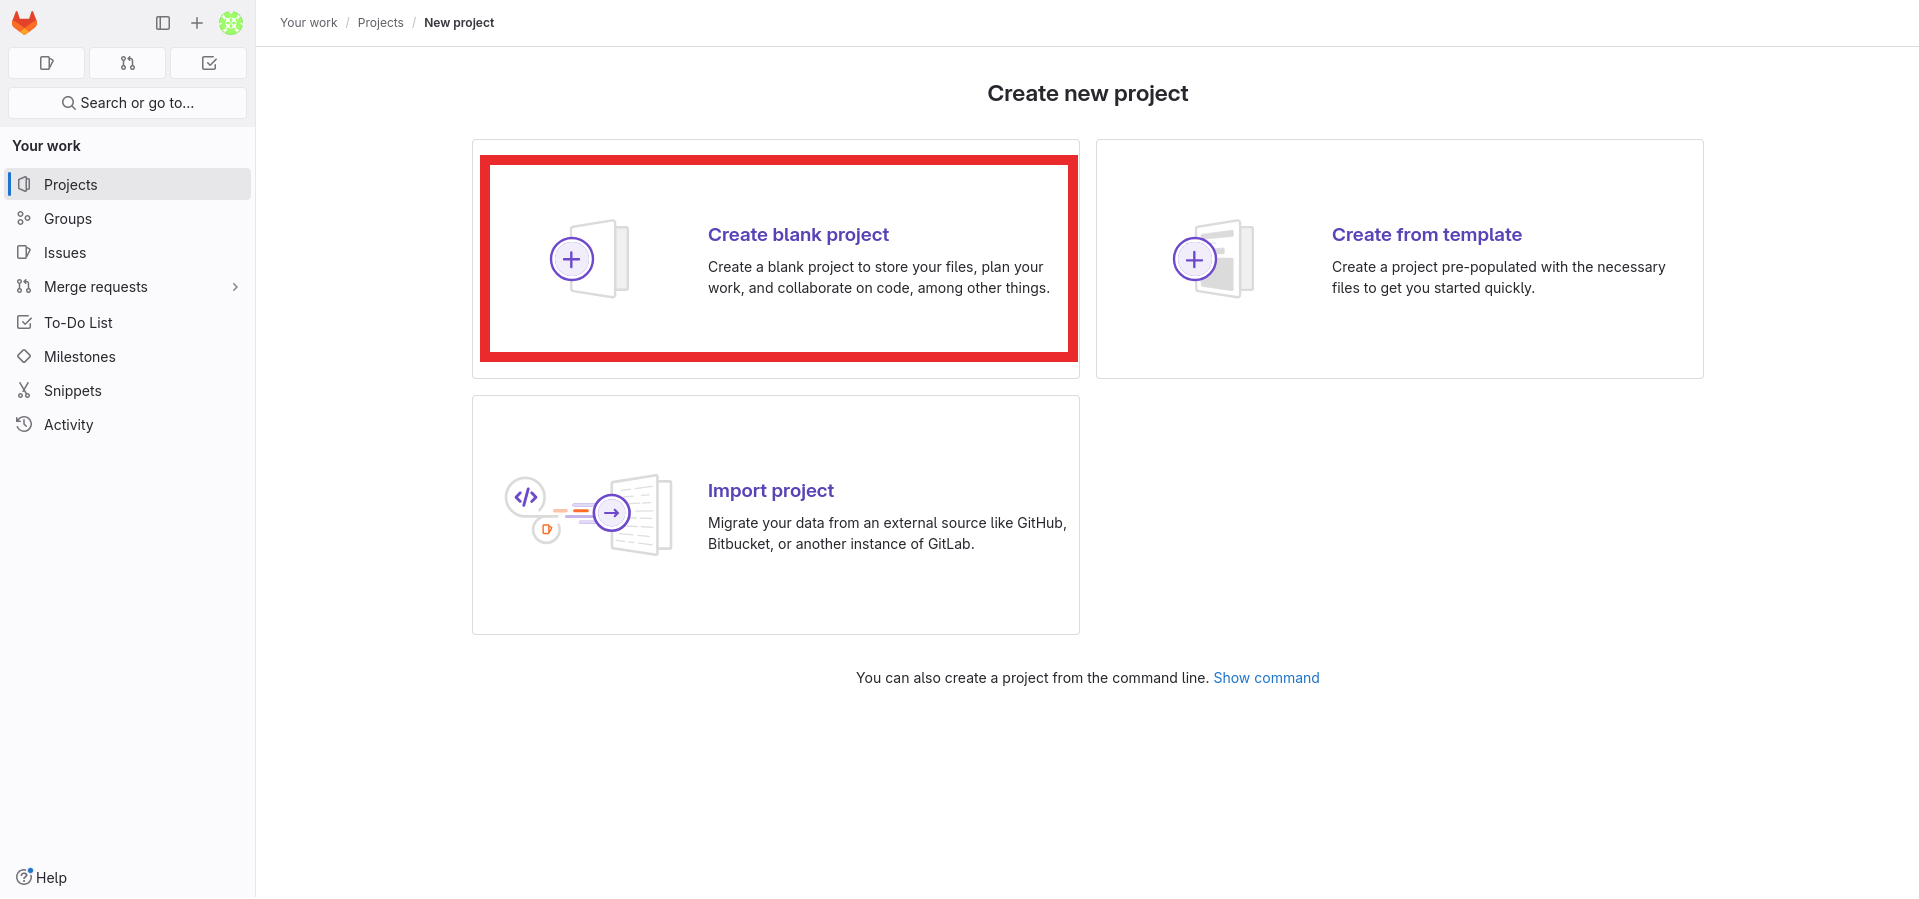 Your work / Projects / New project
Search or go to...
Your work
Projects
Groups
Issues
Merge requests
To-Do List
Milestones
Snippets
Activity
Help
Create new project
Create blank project
Create a blank project to store your files, plan your
work, and collaborate on code, among other things.
Create from template
Create a project pre-populated with the necessary
files to get you started quickly.
Import project
Migrate your data from an external source like GitHub,
Bitbucket, or another instance of GitLab.
You can also create a project from the command line. Show command